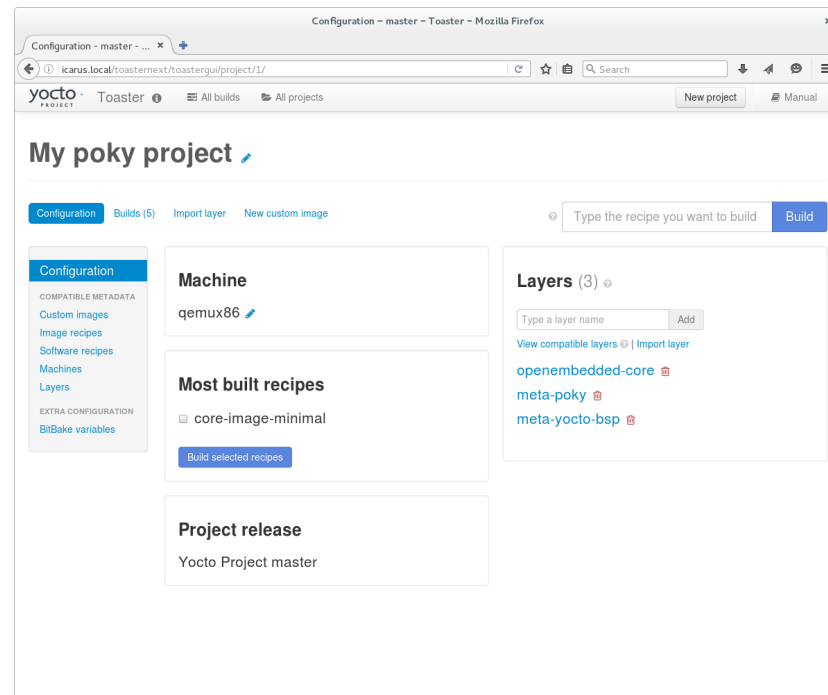 Configuration – master – Toaster – Mozilla Firefox
Configuration - master - ...
icarus.local/toasternext/toastergui/project/1/
Search
yocto · PROJECT
Toaster
All builds
All projects
New project
Manual
My poky project
Configuration
Builds (5)
Import layer
New custom image
Type the recipe you want to build
Build
Configuration
COMPATIBLE METADATA
Custom images
Image recipes
Software recipes
Machines
Layers
EXTRA CONFIGURATION
BitBake variables
Machine
qemux86
Most built recipes
core-image-minimal
Build selected recipes
Project release
Yocto Project master
Layers (3)
Type a layer name
Add
View compatible layers | Import layer
openembedded-core
meta-poky
meta-yocto-bsp